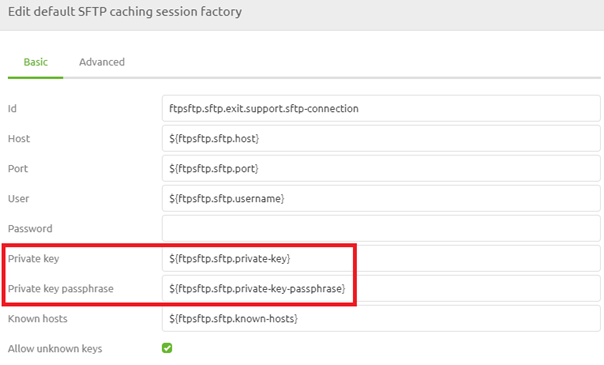 Edit default SFTP caching session factory
Basic Advanced
Id ftpsftp.sftp.exit.support.sftp-connection
Host ${ftpsftp.sftp.host}
Port ${ftpsftp.sftp.port}
User ${ftpsftp.sftp.username}
Password
Private key ${ftpsftp.sftp.private-key}
Private key passphrase ${ftpsftp.sftp.private-key-passphrase}
Known hosts ${ftpsftp.sftp.known-hosts}
Allow unknown keys